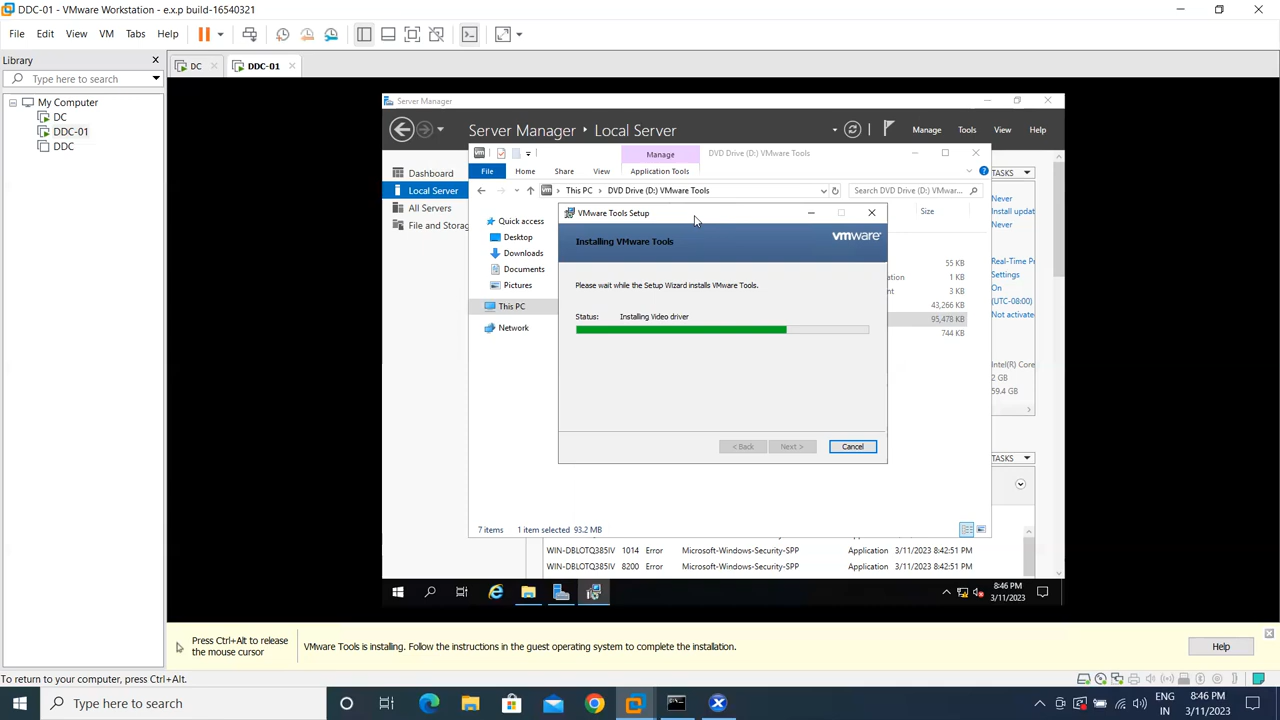 DDC-01 - VMware Workstation - e.x.p build-16540321
File Edit View VM Tabs Help
Library
Type here to search
My Computer
DC
DDC-01
DDC
DC
DDC-01
Server Manager
Server Manager
Local Server
Manage Tools View Help
Dashboard
Local Server
All Servers
File and Storag
Manage
DVD Drive (D:) VMware Tools
File Home Share View Application Tools
This PC
DVD Drive (D:) VMware Tools
Search DVD Drive (D:) VMwar...
Quick access
Desktop
Downloads
Documents
Pictures
This PC
Network
Size
55 KB
ation 1 KB
nt 3 KB
43,266 KB
95,478 KB
744 KB
VMware Tools Setup
Installing VMware Tools
vmware
Please wait while the Setup Wizard installs VMware Tools.
Status: Installing Video driver
< Back
Next >
Cancel
7 items 1 item selected 93.2 MB
TASKS
Never
Install updat
Never
Real-Time Pr
Settings
On
(UTC-08:00)
Not activate
Intel(R) Core
2 GB
59.4 GB
TASKS
WIN-DBLOTQ385IV 1014 Error Microsoft-Windows-Security-SPP Application 3/11/2023 8:42:51 PM
WIN-DBLOTQ385IV 8200 Error Microsoft-Windows-Security-SPP Application 3/11/2023 8:42:51 PM
8:46 PM
3/11/2023
Press Ctrl+Alt to release
the mouse cursor
VMware Tools is installing. Follow the instructions in the guest operating system to complete the installation.
Help
To return to your computer, press Ctrl+Alt.
Type here to search
ENG
IN
8:46 PM
3/11/2023